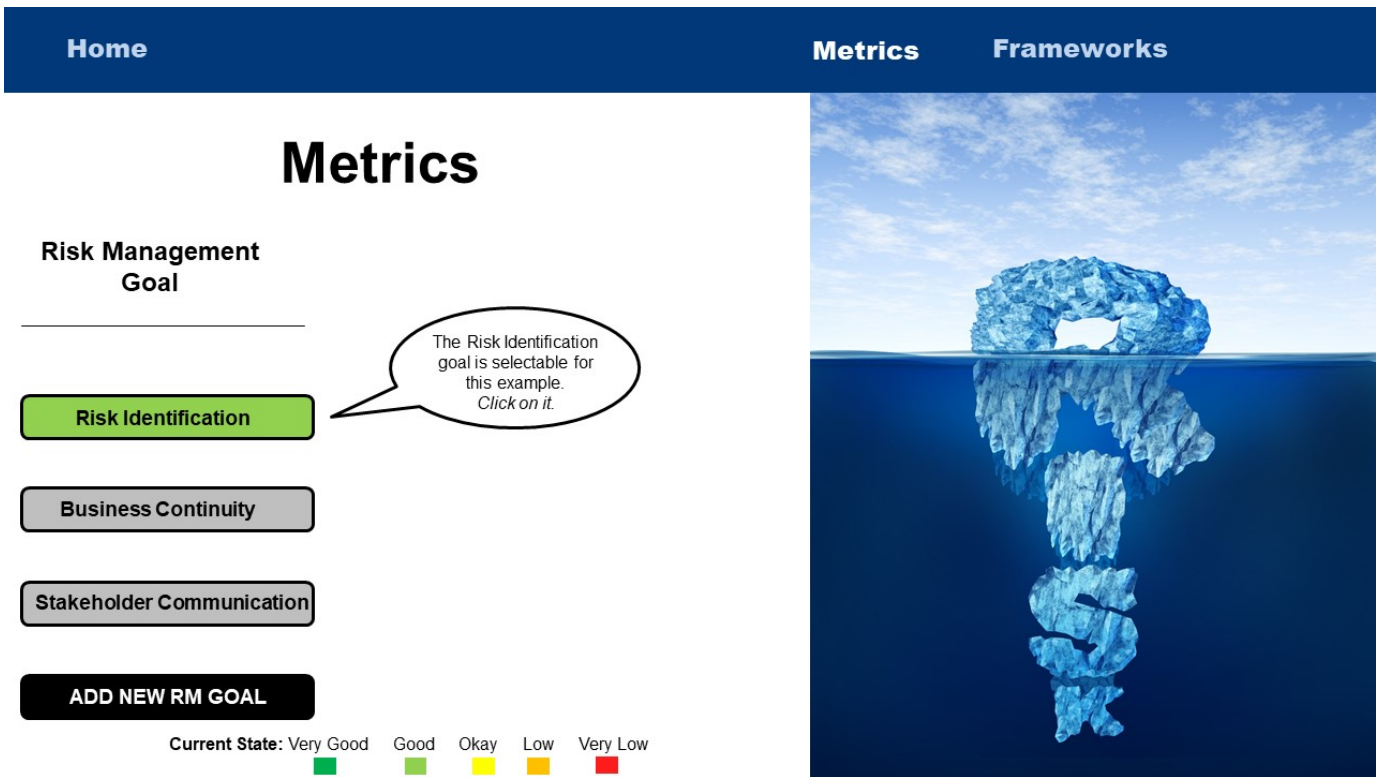 Home
Metrics
Frameworks
Metrics
Risk Management
Goal
The Risk Identification
goal is selectable for
this example.
Click on it.
Risk Identification
Business Continuity
Stakeholder Communication
ADD NEW RM GOAL
Current State: Very Good Good Okay Low Very Low
RISK